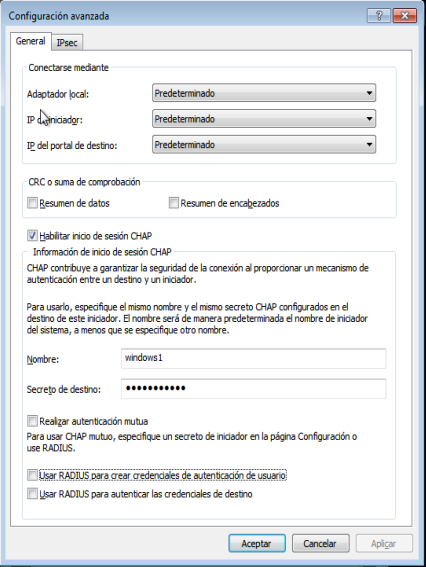 Configuración avanzada
General IPsec
Conectarse mediante
Adaptador local: Predeterminado
IP de iniciador: Predeterminado
IP del portal de destino: Predeterminado
CRC o suma de comprobación
Resumen de datos Resumen de encabezados
Habilitar inicio de sesión CHAP
Información de inicio de sesión CHAP
CHAP contribuye a garantizar la seguridad de la conexión al proporcionar un mecanismo de
autenticación entre un destino y un iniciador.
Para usarlo, especifique el mismo nombre y el mismo secreto CHAP configurados en el
destino de este iniciador. El nombre será de manera predeterminada el nombre de iniciador
del sistema, a menos que se especifique otro nombre.
Nombre: windows1
Secreto de destino: •••••••••••
Realizar autenticación mutua
Para usar CHAP mutuo, especifique un secreto de iniciador en la página Configuración o
use RADIUS.
Usar RADIUS para crear credenciales de autenticación de usuario
Usar RADIUS para autenticar las credenciales de destino
Aceptar Cancelar Aplicar